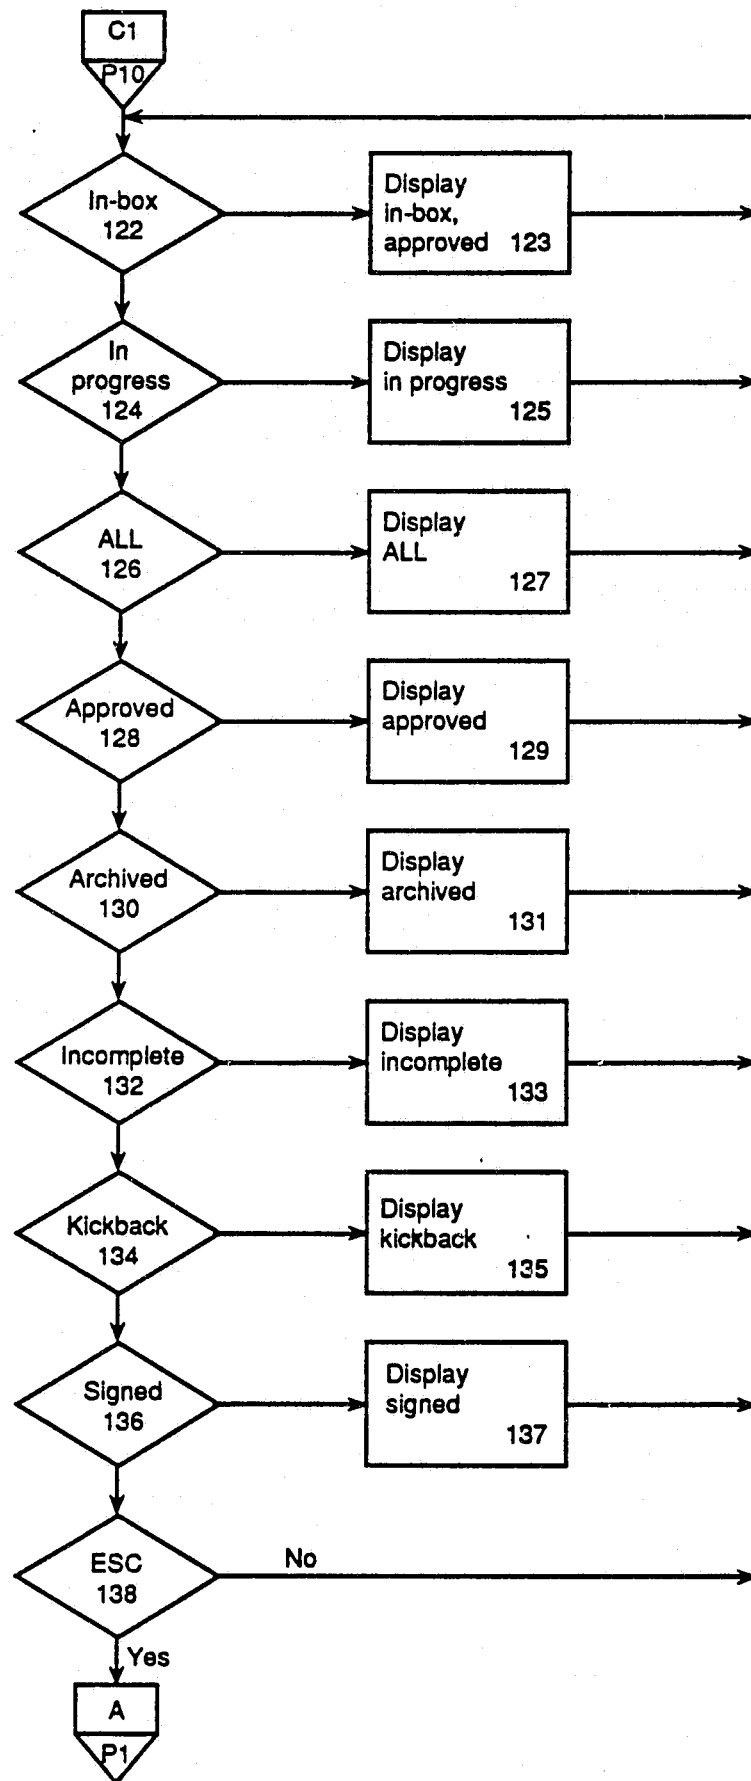 C1
P10
In-box
122
Display
in-box,
approved 123
In
progress
124
Display
in progress
125
ALL
126
Display
ALL
127
Approved
128
Display
approved
129
Archived
130
Display
archived
131
Incomplete
132
Display
incomplete
133
Kickback
134
Display
kickback
135
Signed
136
Display
signed
137
ESC
138
No
Yes
A
P1